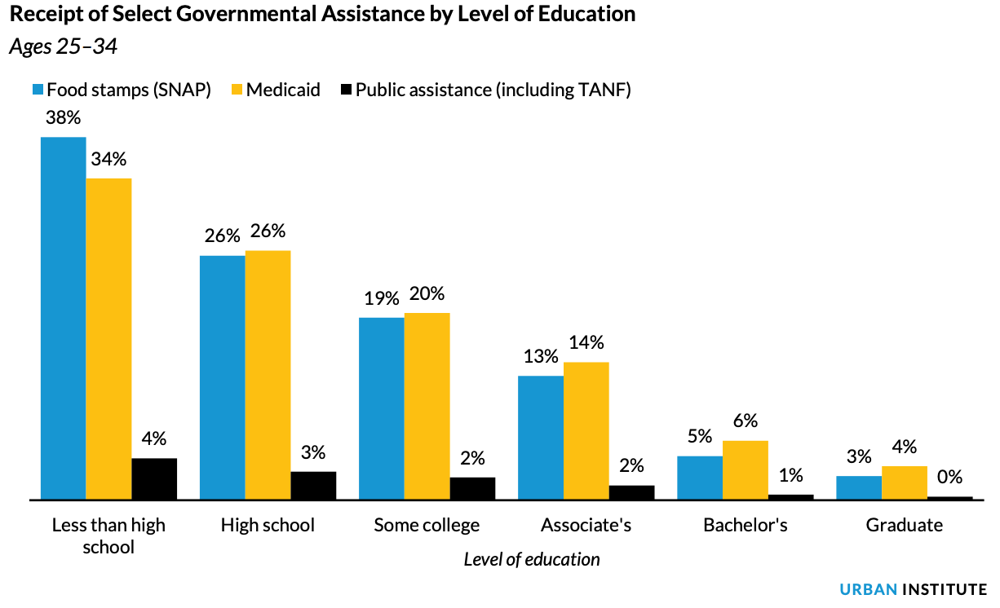 Receipt of Select Governmental Assistance by Level of Education
Ages 25–34
Food stamps (SNAP) Medicaid Public assistance (including TANF)
38% 34% 4%
26% 26% 3%
19% 20% 2%
13% 14% 2%
5% 6% 1%
3% 4% 0%
Less than high school
High school
Some college
Associate's
Bachelor's
Graduate
Level of education
URBAN INSTITUTE